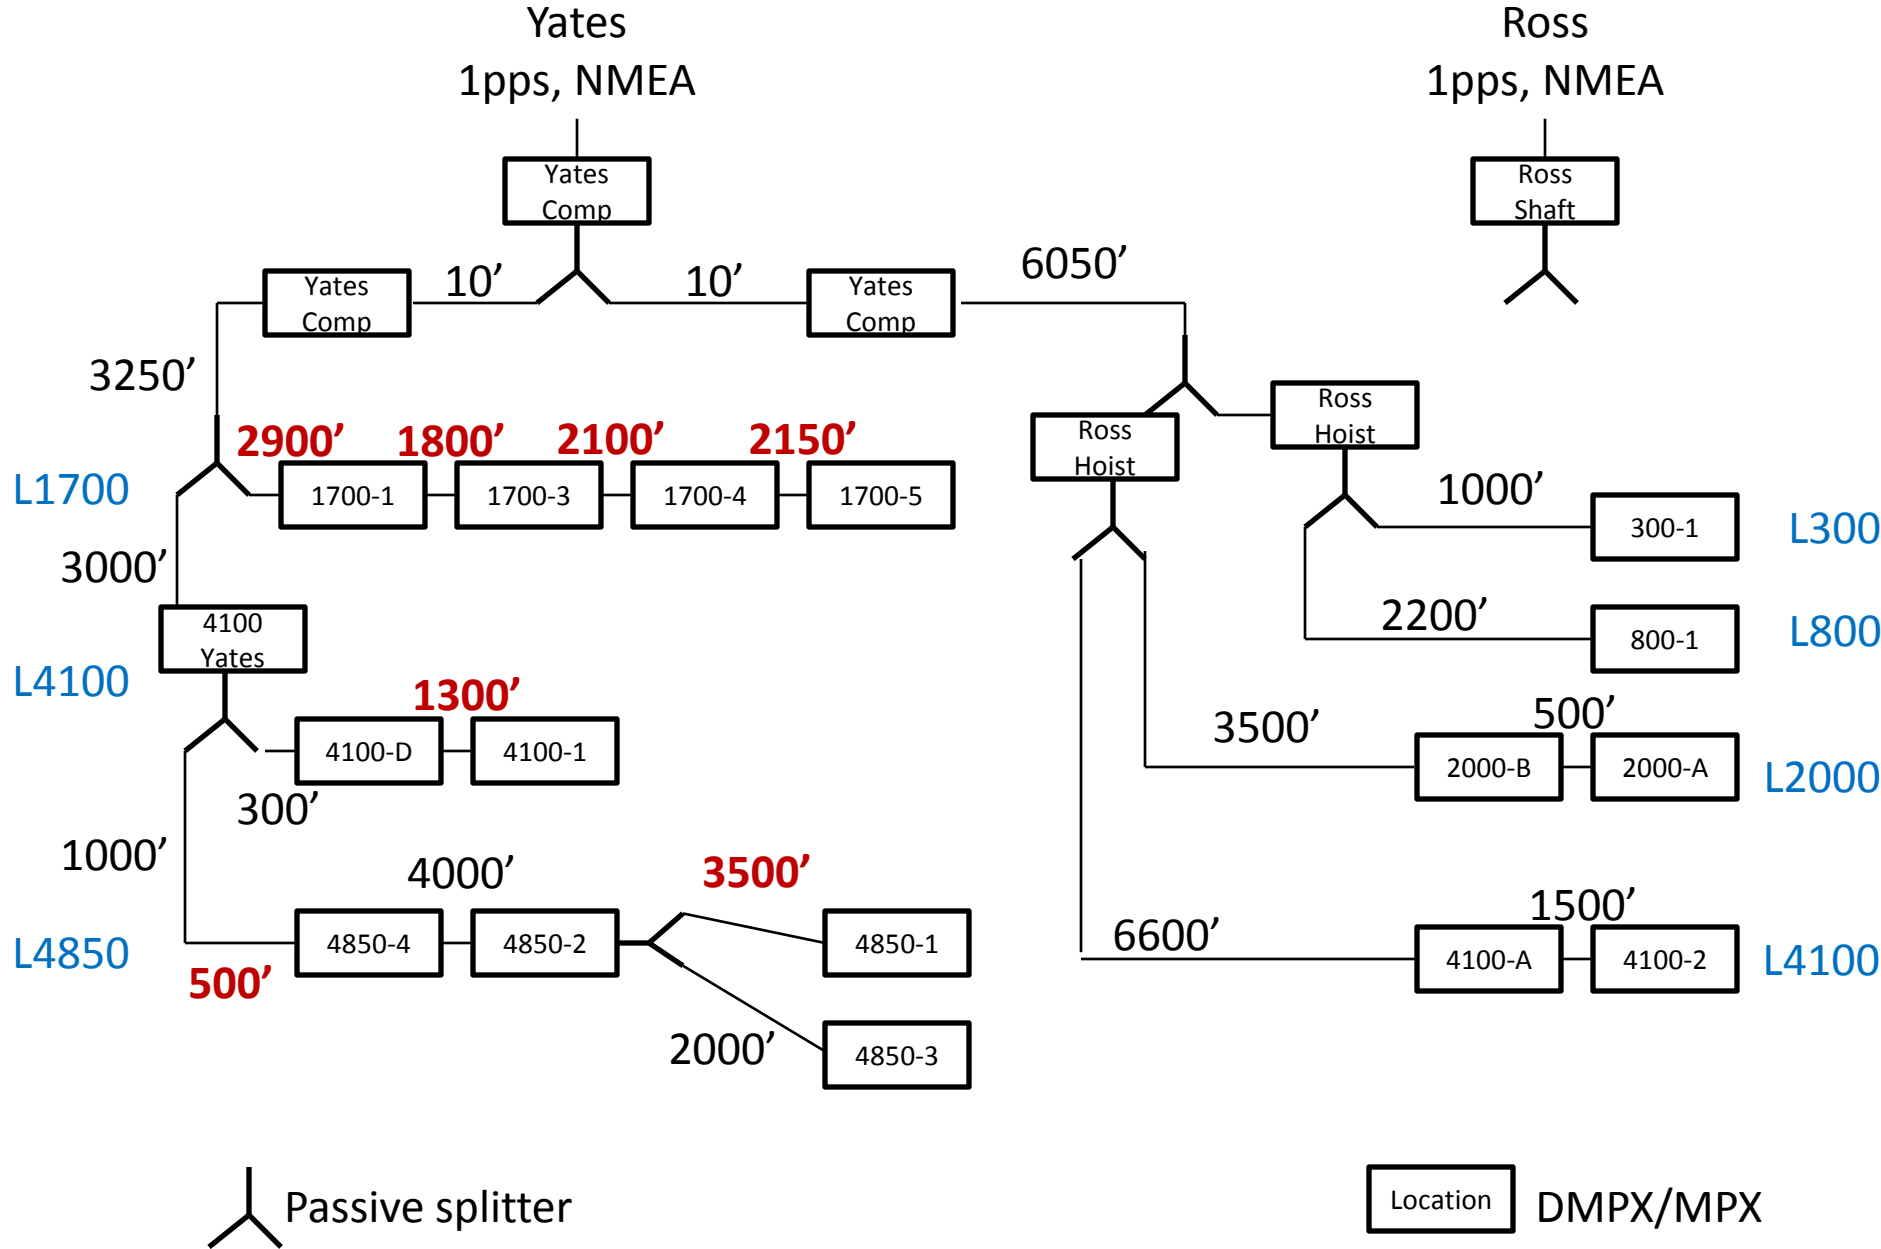 Yates
1pps, NMEA
Ross
1pps, NMEA
Yates
Comp
Ross
Shaft
Yates
Comp
10’
10’
Yates
Comp
6050’
3250’
2900’
1800’
2100’
2150’
L1700
1700-1
1700-3
1700-4
1700-5
Ross
Hoist
Ross
Hoist
1000’
300-1
L300
2200’
800-1
L800
3000’
4100
Yates
L4100
1300’
4100-D
4100-1
300’
3500’
500’
2000-B
2000-A
L2000
1000’
4000’
3500’
L4850
500’
4850-4
4850-2
4850-1
2000’
4850-3
6600’
1500’
4100-A
4100-2
L4100
Passive splitter
Location
DMPX/MPX